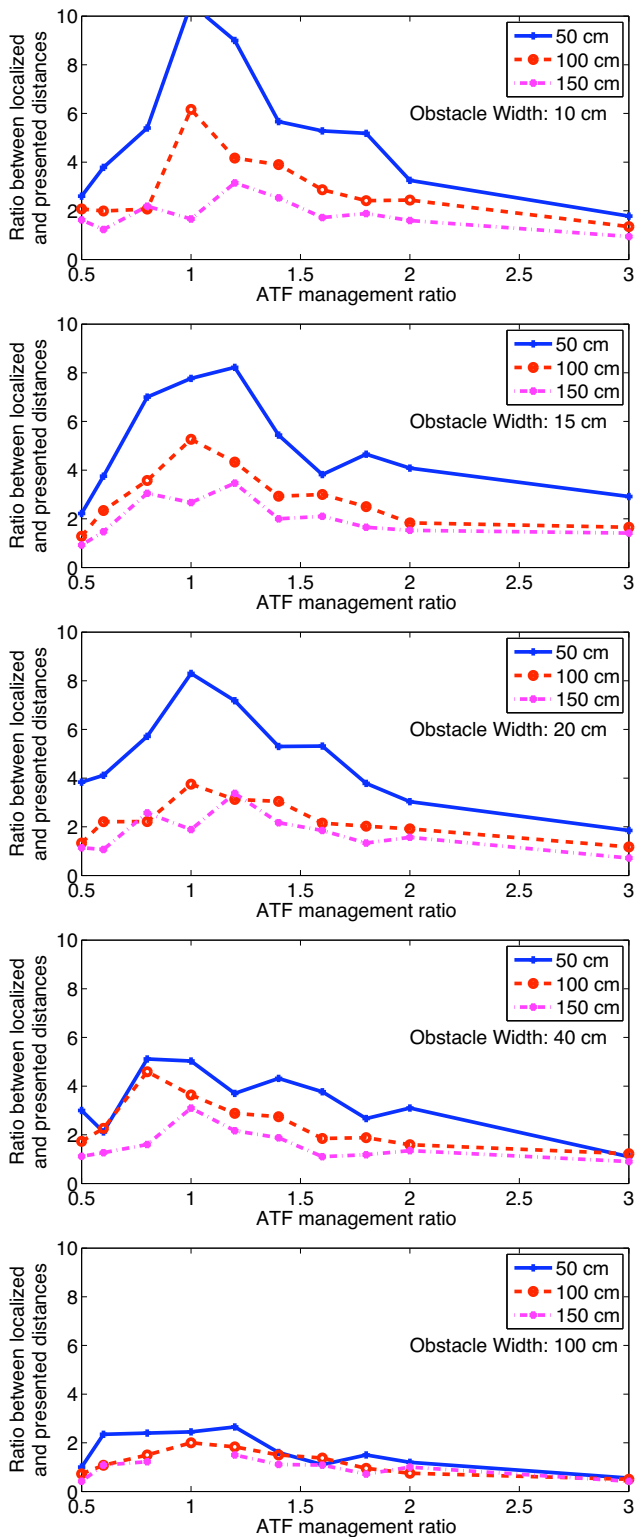 10
8
6
4
2
0
0.5
1
1.5
2
2.5
3
ATF management ratio
Ratio between localized
and presented distances
50 cm
100 cm
150 cm
Obstacle Width: 10 cm
10
8
6
4
2
0
0.5
1
1.5
2
2.5
3
ATF management ratio
Ratio between localized
and presented distances
50 cm
100 cm
150 cm
Obstacle Width: 15 cm
10
8
6
4
2
0
0.5
1
1.5
2
2.5
3
ATF management ratio
Ratio between localized
and presented distances
50 cm
100 cm
150 cm
Obstacle Width: 20 cm
10
8
6
4
2
0
0.5
1
1.5
2
2.5
3
ATF management ratio
Ratio between localized
and presented distances
50 cm
100 cm
150 cm
Obstacle Width: 40 cm
10
8
6
4
2
0
0.5
1
1.5
2
2.5
3
ATF management ratio
Ratio between localized
and presented distances
50 cm
100 cm
150 cm
Obstacle Width: 100 cm